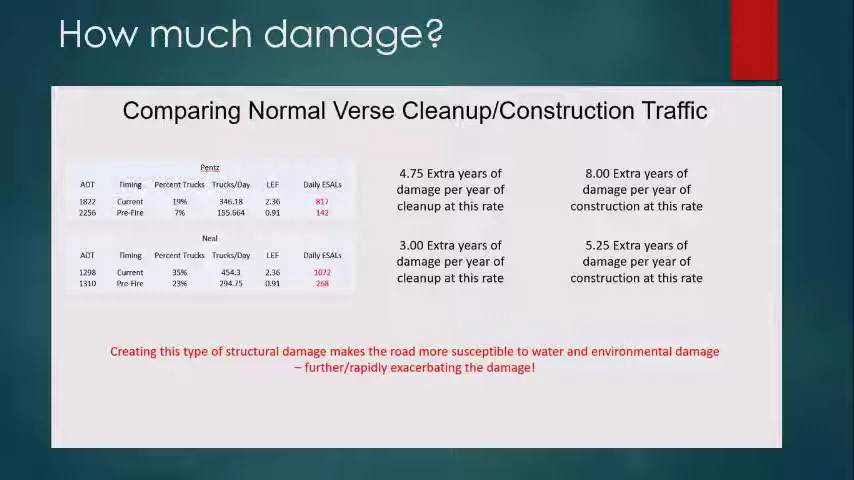 How much damage?
Comparing Normal Verse Cleanup/Construction Traffic
Pentz
ADT Timing Percent Trucks Trucks/Day LEF Daily ESALs
1822 Current 19% 346.18 2.36 817
2256 Pre-Fire 7% 155.664 0.91 142
4.75 Extra years of
damage per year of
cleanup at this rate
8.00 Extra years of
damage per year of
construction at this rate
Neal
ADT Timing Percent Trucks Trucks/Day LEF Daily ESALs
1298 Current 35% 454.3 2.36 1072
1310 Pre-Fire 23% 294.75 0.91 268
3.00 Extra years of
damage per year of
cleanup at this rate
5.25 Extra years of
damage per year of
construction at this rate
Creating this type of structural damage makes the road more susceptible to water and environmental damage
– further/rapidly exacerbating the damage!